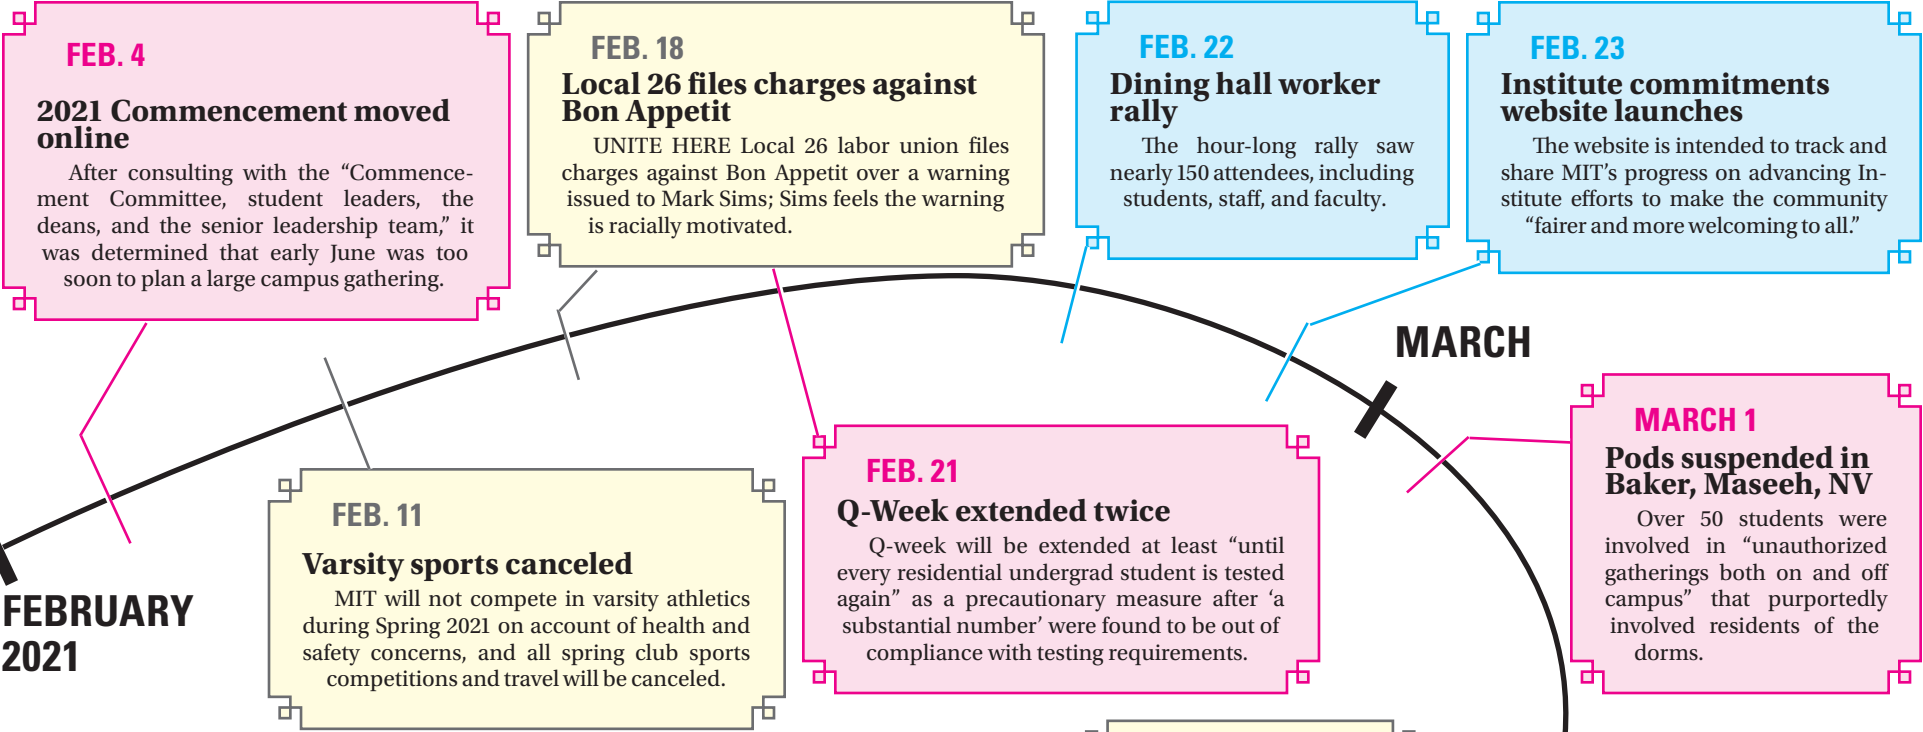 FEB. 4
2021 Commencement moved
online
After consulting with the “Commence-
ment Committee, student leaders, the
deans, and the senior leadership team,” it
was determined that early June was too
soon to plan a large campus gathering.
FEB. 18
Local 26 files charges against
Bon Appetit
UNITE HERE Local 26 labor union files
charges against Bon Appetit over a warning
issued to Mark Sims; Sims feels the warning
is racially motivated.
FEB. 22
Dining hall worker
rally
The hour-long rally saw
nearly 150 attendees, including
students, staff, and faculty.
FEB. 23
Institute commitments
website launches
The website is intended to track and
share MIT’s progress on advancing In-
stitute efforts to make the community
“fairer and more welcoming to all.”
FEBRUARY
2021
FEB. 11
Varsity sports canceled
MIT will not compete in varsity athletics
during Spring 2021 on account of health and
safety concerns, and all spring club sports
competitions and travel will be canceled.
FEB. 21
Q-Week extended twice
Q-week will be extended at least “until
every residential undergrad student is tested
again” as a precautionary measure after ‘a
substantial number’ were found to be out of
compliance with testing requirements.
MARCH
MARCH 1
Pods suspended in
Baker, Maseeh, NV
Over 50 students were
involved in “unauthorized
gatherings both on and off
campus” that purportedly
involved residents of the
dorms.